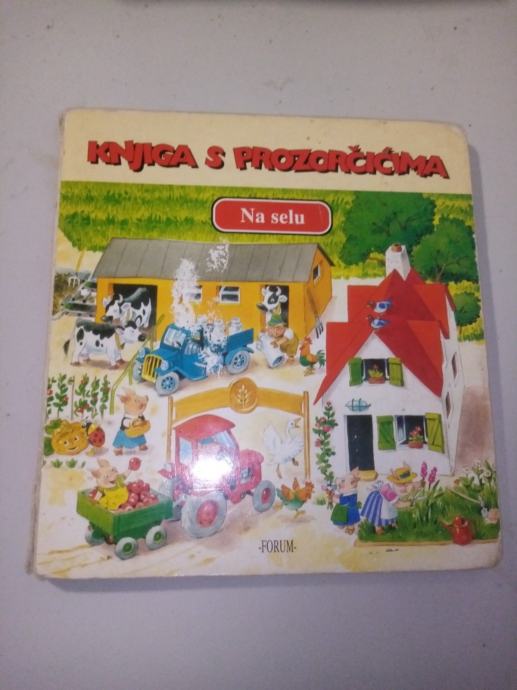 KNJIGA S PROZORČIĆIMA
Na selu
-FORUM-